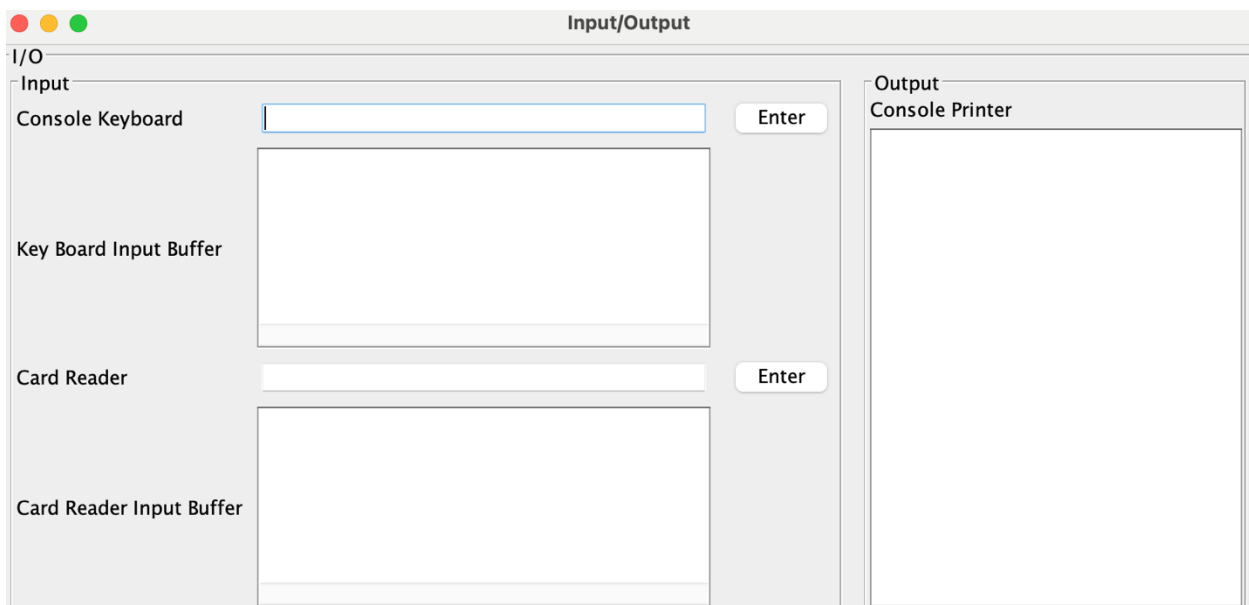 Input/Output
I/O
Input
Console Keyboard
Enter
Key Board Input Buffer
Card Reader
Enter
Card Reader Input Buffer
Output
Console Printer